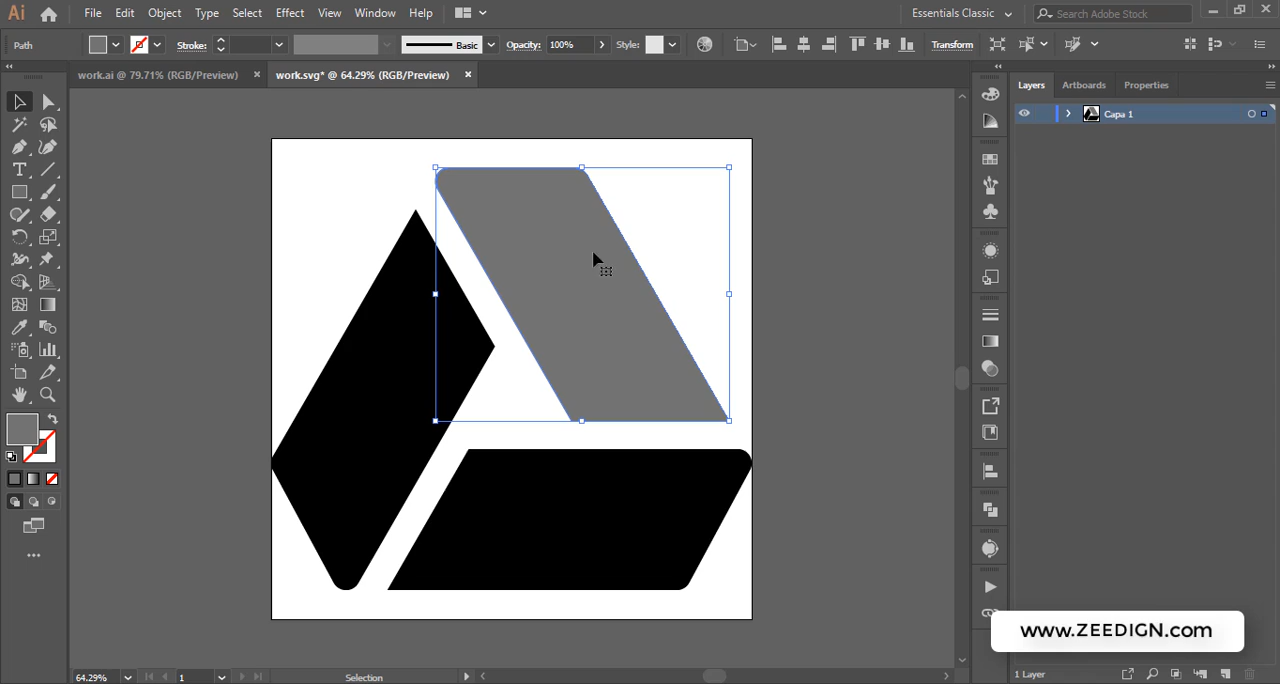 Ai File Edit Object Type Select Effect View Window Help Essentials Classic Search Adobe Stock
Path Stroke: Basic Opacity: 100% Style: Transform
work.ai @ 79.71% (RGB/Preview) × work.svg* @ 64.29% (RGB/Preview) × Layers Artboards Properties
Capa 1
www.ZEEDIGN.com
64.29% 1 Selection 1 Layer